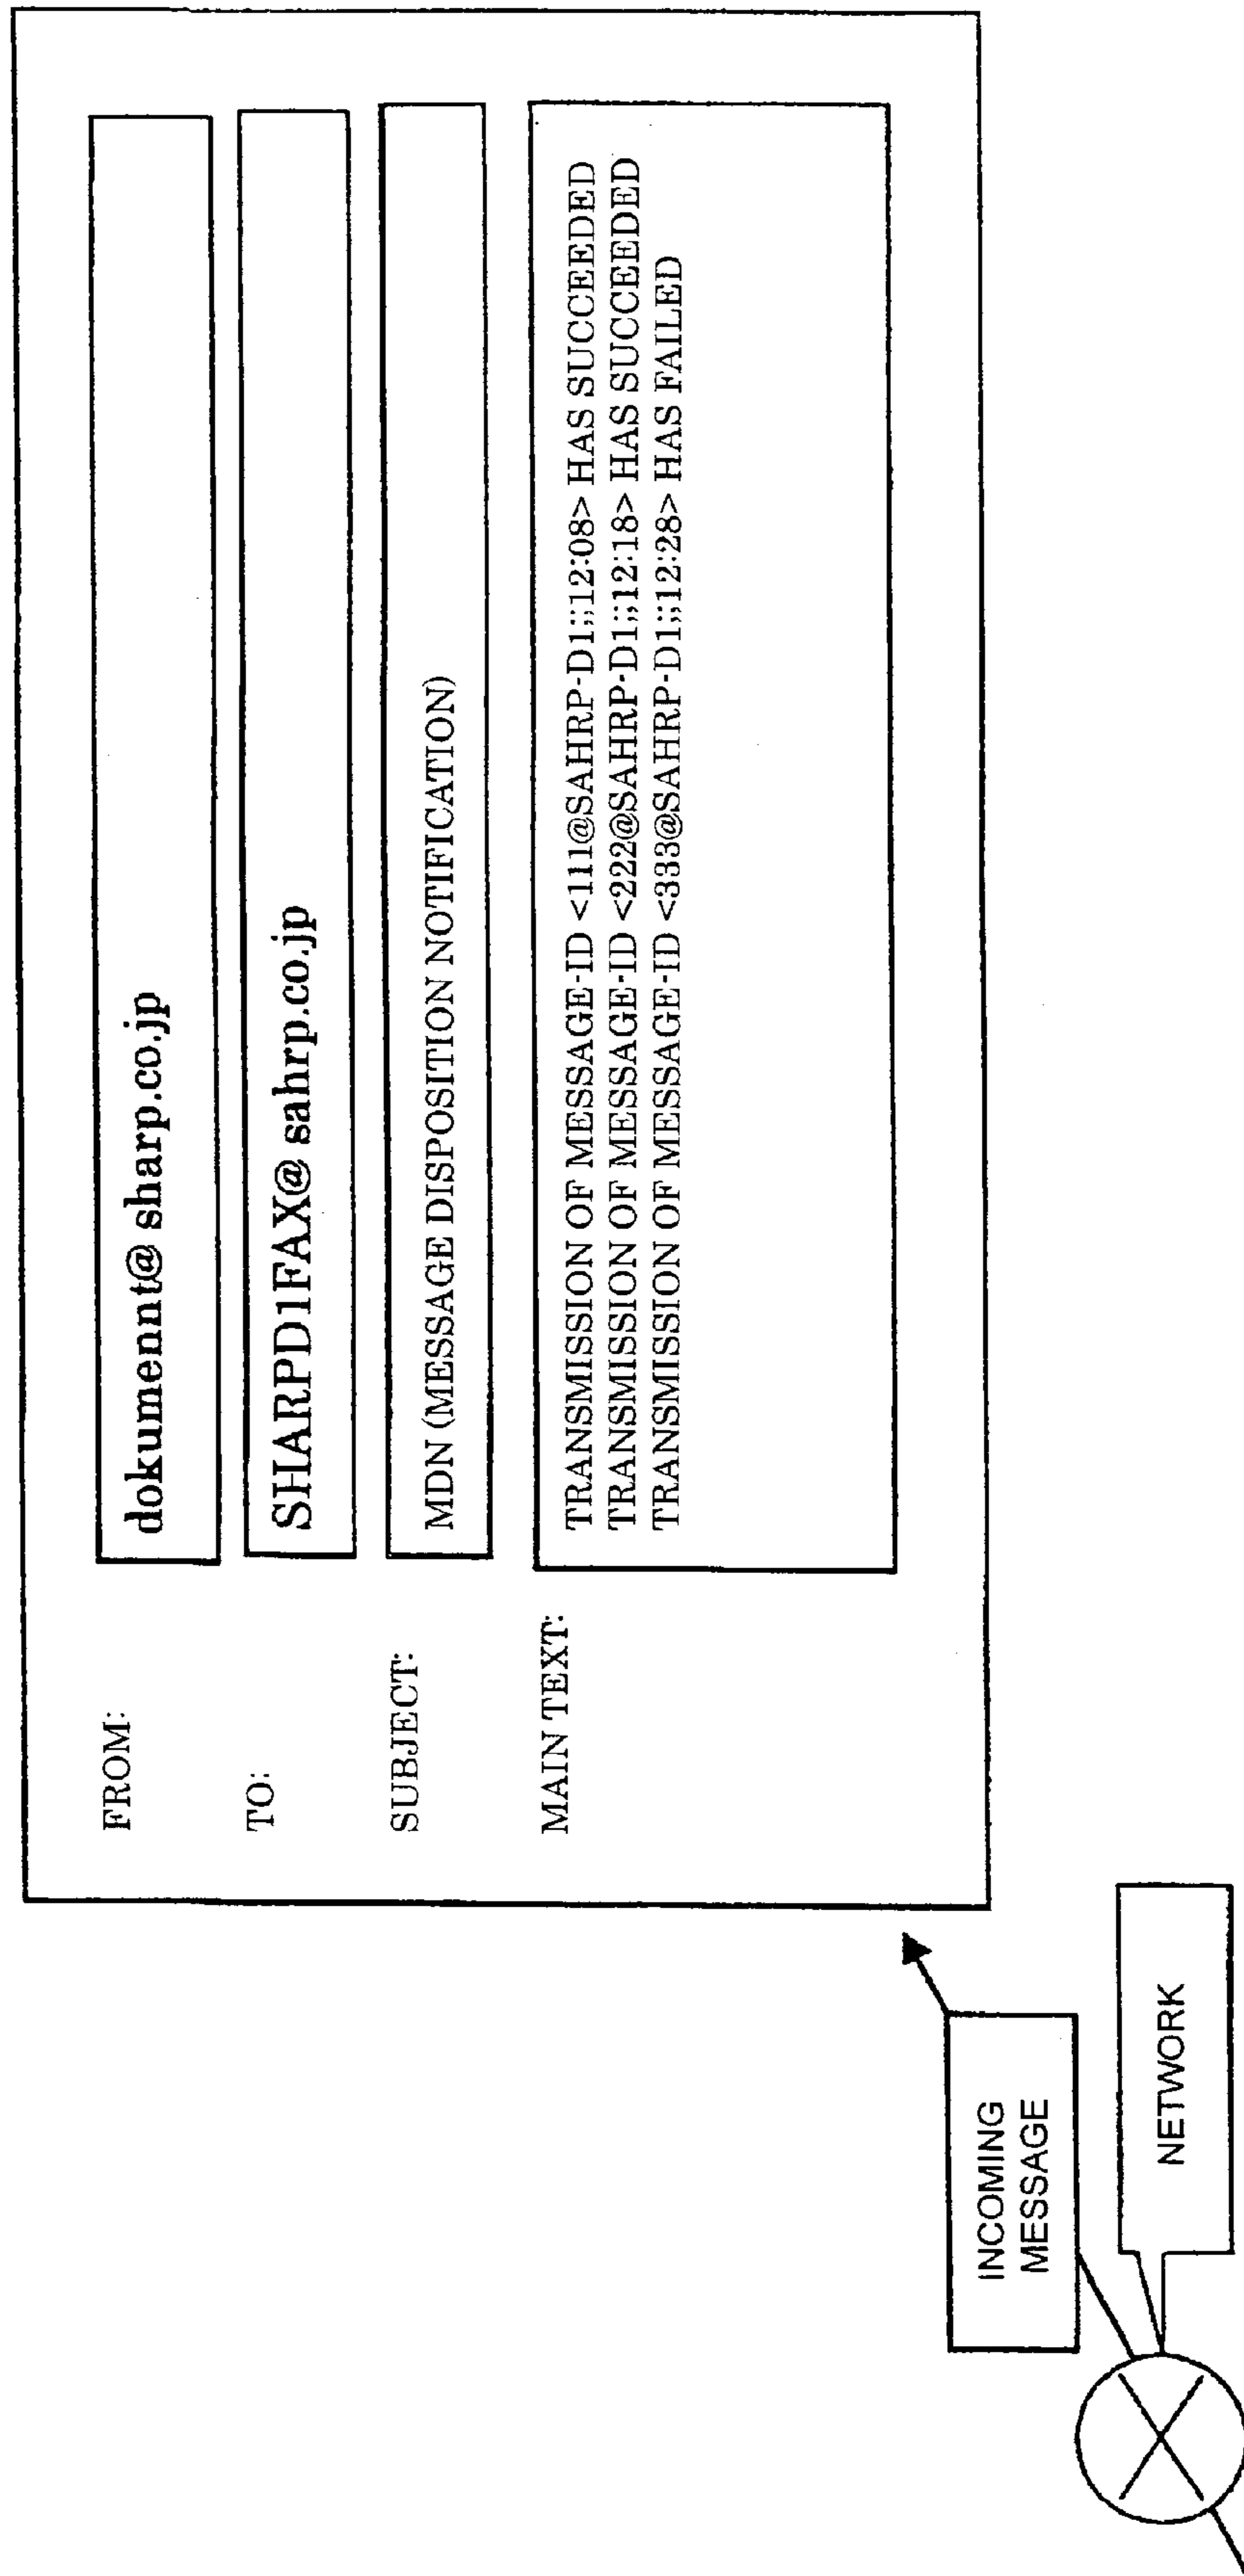 FROM:
dokumennt@ sharp.co.jp
TO:
SHARPD1FAX@ sahrp.co.jp
SUBJECT:
MDN (MESSAGE DISPOSITION NOTIFICATION)
MAIN TEXT:
TRANSMISSION OF MESSAGE-ID <111@SAHRP-D1;;12:08> HAS SUCCEEDED
TRANSMISSION OF MESSAGE-ID <222@SAHRP-D1;;12:18> HAS SUCCEEDED
TRANSMISSION OF MESSAGE-ID <333@SAHRP-D1;;12:28> HAS FAILED
INCOMING
MESSAGE
NETWORK